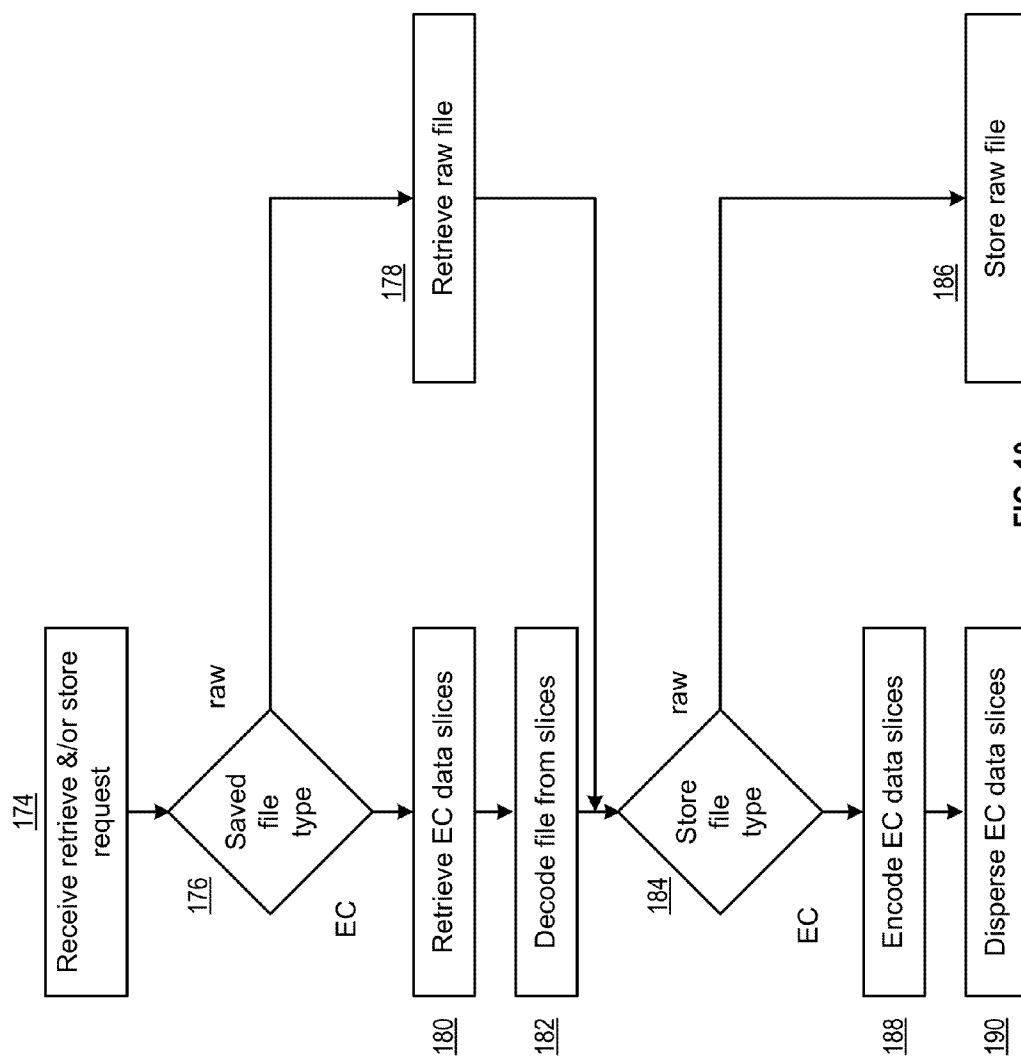 174
Receive retrieve &/or store
request
Saved
file
type
176
raw
EC
178
Retrieve raw file
180
Retrieve EC data slices
182
Decode file from slices
Store
file
type
184
raw
EC
186
Store raw file
188
Encode EC data slices
190
Disperse EC data slices